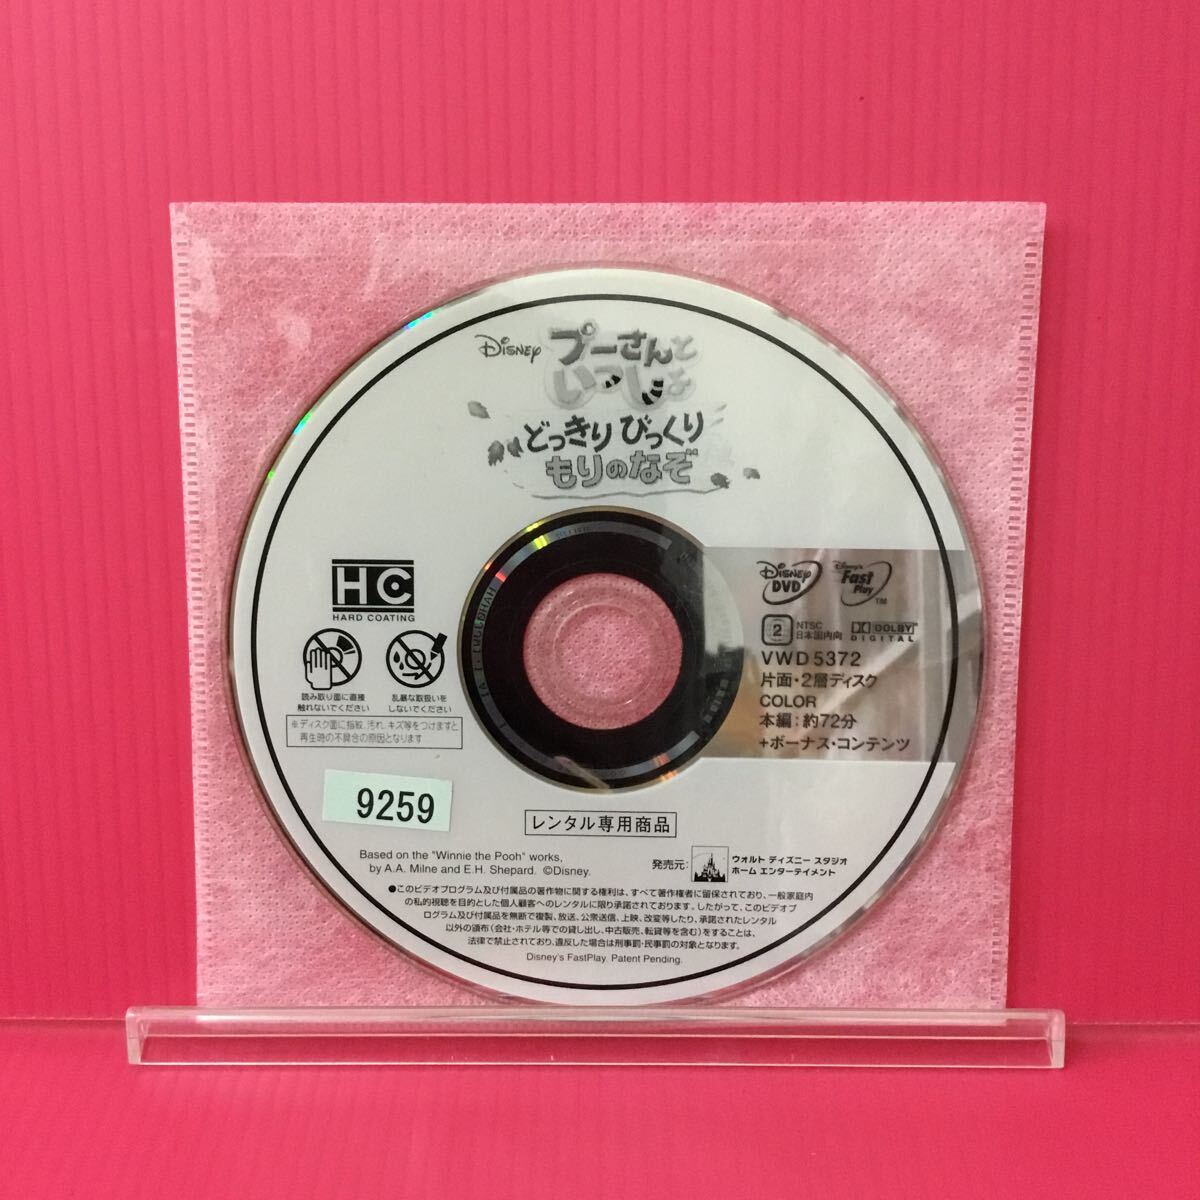 Disney
プーさんと
いっしょ
どっきり びっくり
もりのなぞ
HC
HARD COATING
読み取り面に直接
触れないでください
乱暴な取扱いを
しないでください
※ディスク面に指紋、汚れ、キズ等をつけますと
再生時の不具合の原因となります
Disney DVD
Disney's Fast Play TM
2 NTSC
日本国内向
DOLBY
DIGITAL
VWD5372
片面・2層ディスク
COLOR
本編:約72分
+ボーナス・コンテンツ
9259
レンタル専用商品
Based on the "Winnie the Pooh" works,
by A.A. Milne and E.H. Shepard. ©Disney.
発売元:
ウォルト ディズニー スタジオ
ホーム エンターテイメント
●このビデオプログラム及び付属品の著作物に関する権利は、すべて著作権者に留保されており、一般家庭内
の私的視聴を目的とした個人顧客へのレンタルに限り承諾されております。したがって、このビデオプ
ログラム及び付属品を無断で複製、放送、公衆送信、上映、改変等したり、承諾されたレンタル
以外の頒布(会社・ホテル等での貸し出し、中古販売、転貸等を含む)をすることは、
法律で禁止されており、違反した場合は刑事罰・民事罰の対象となります。
Disney's FastPlay. Patent Pending.